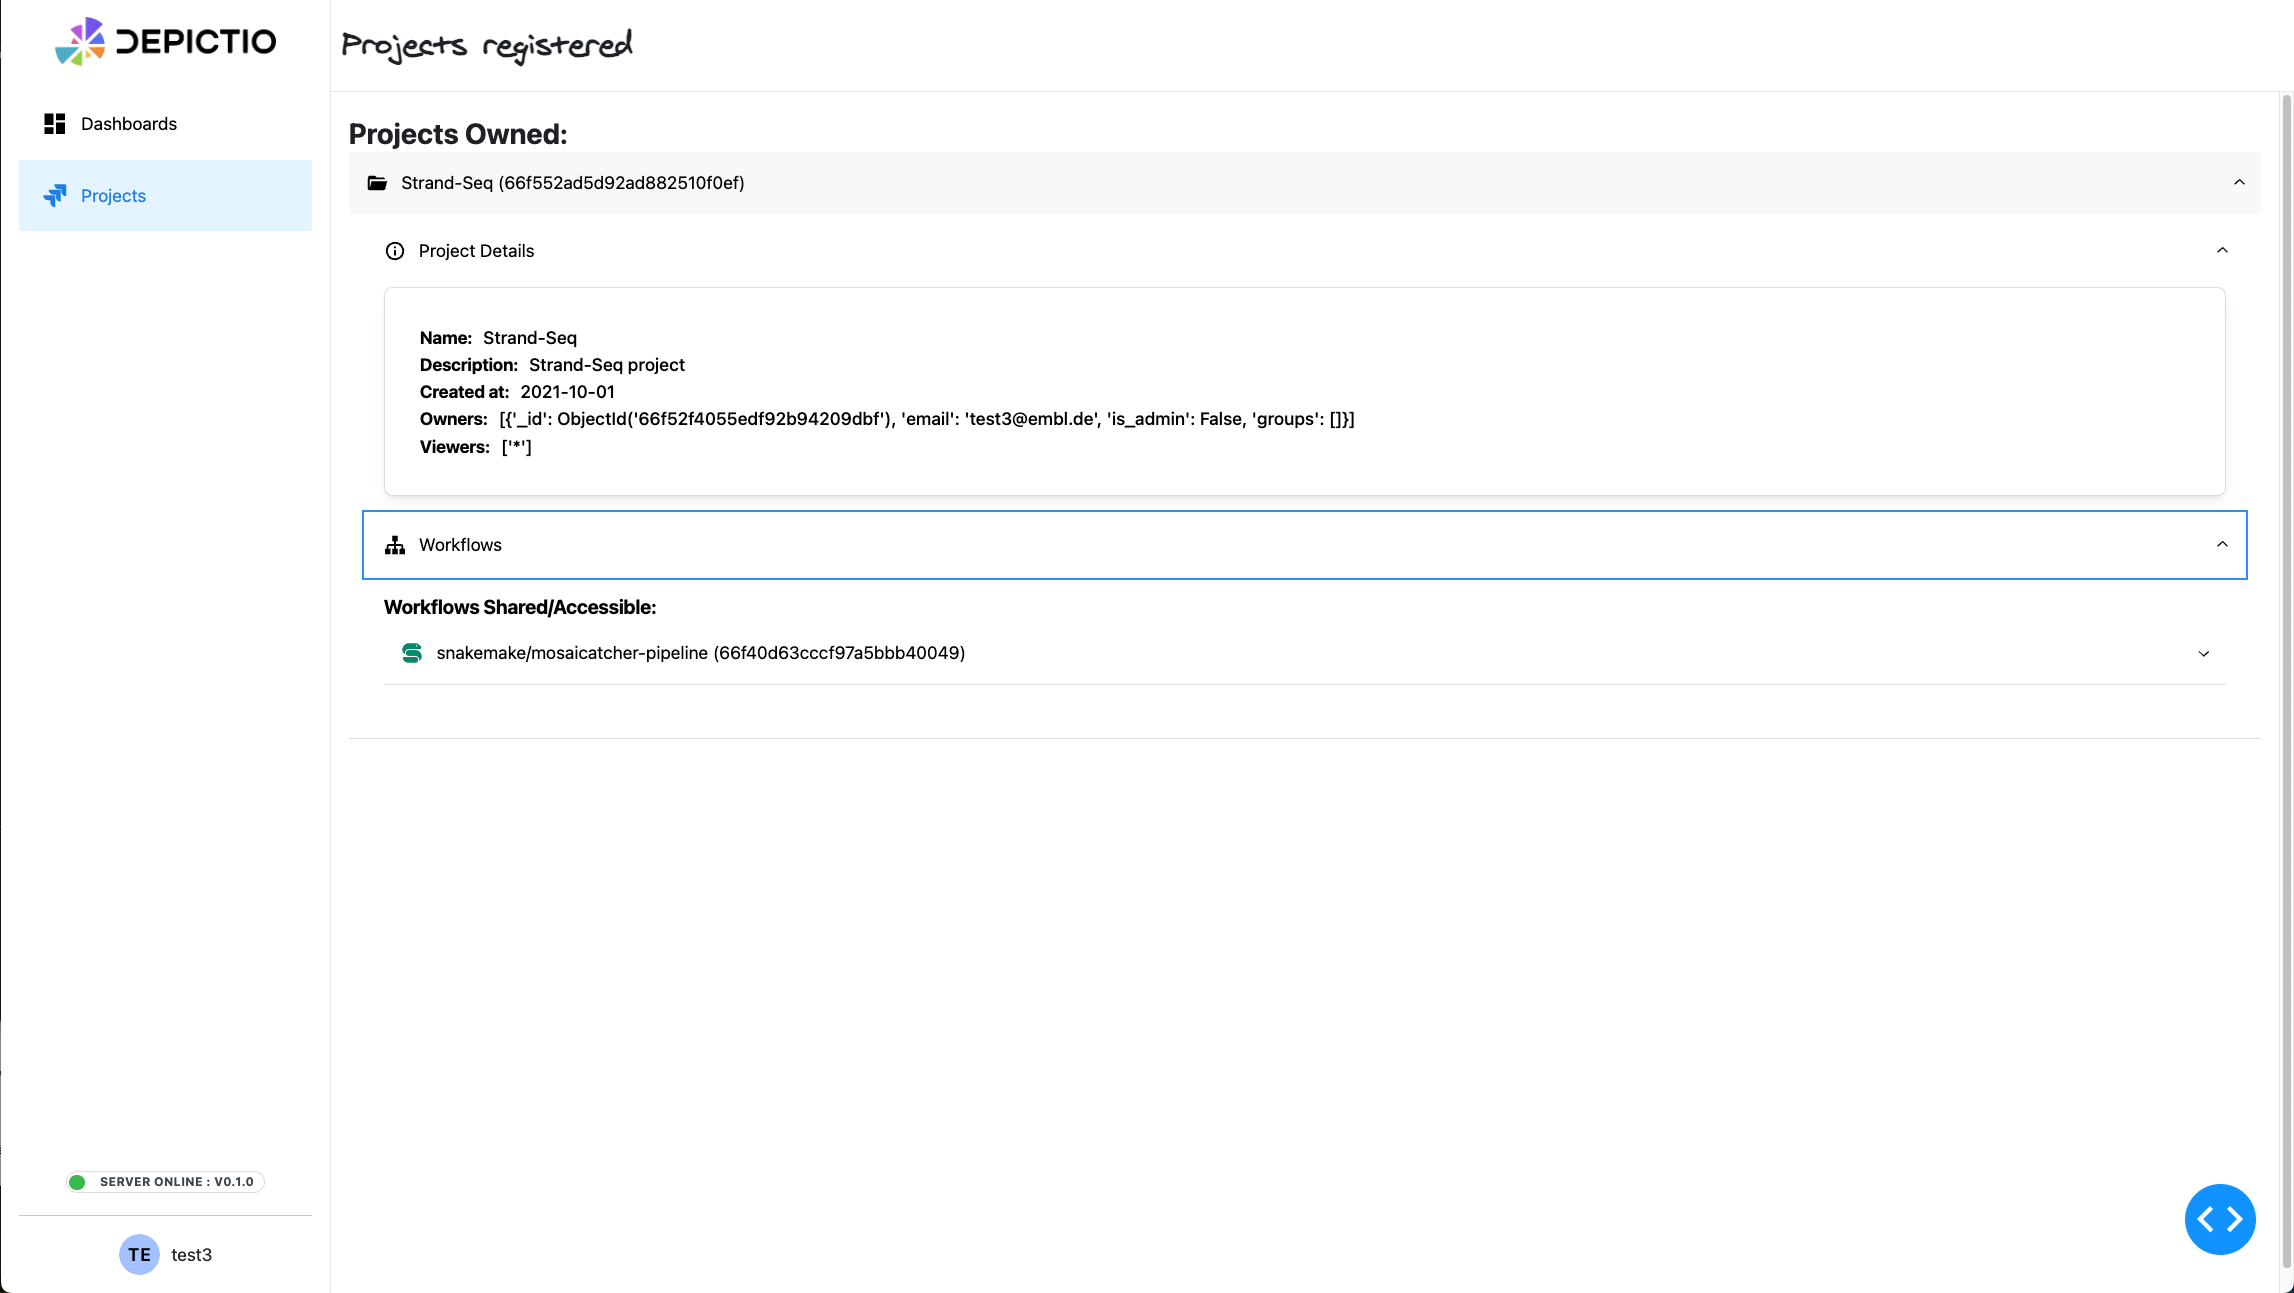 DEPICTIO
Projects registered
Dashboards
Projects
Projects Owned:
Strand-Seq (66f552ad5d92ad882510f0ef)
Project Details
Name: Strand-Seq
Description: Strand-Seq project
Created at: 2021-10-01
Owners: [{'_id': ObjectId('66f52f4055edf92b94209dbf'), 'email': 'test3@embl.de', 'is_admin': False, 'groups': []}]
Viewers: ['*']
Workflows
Workflows Shared/Accessible:
snakemake/mosaicatcher-pipeline (66f40d63cccf97a5bbb40049)
SERVER ONLINE : V0.1.0
TE test3